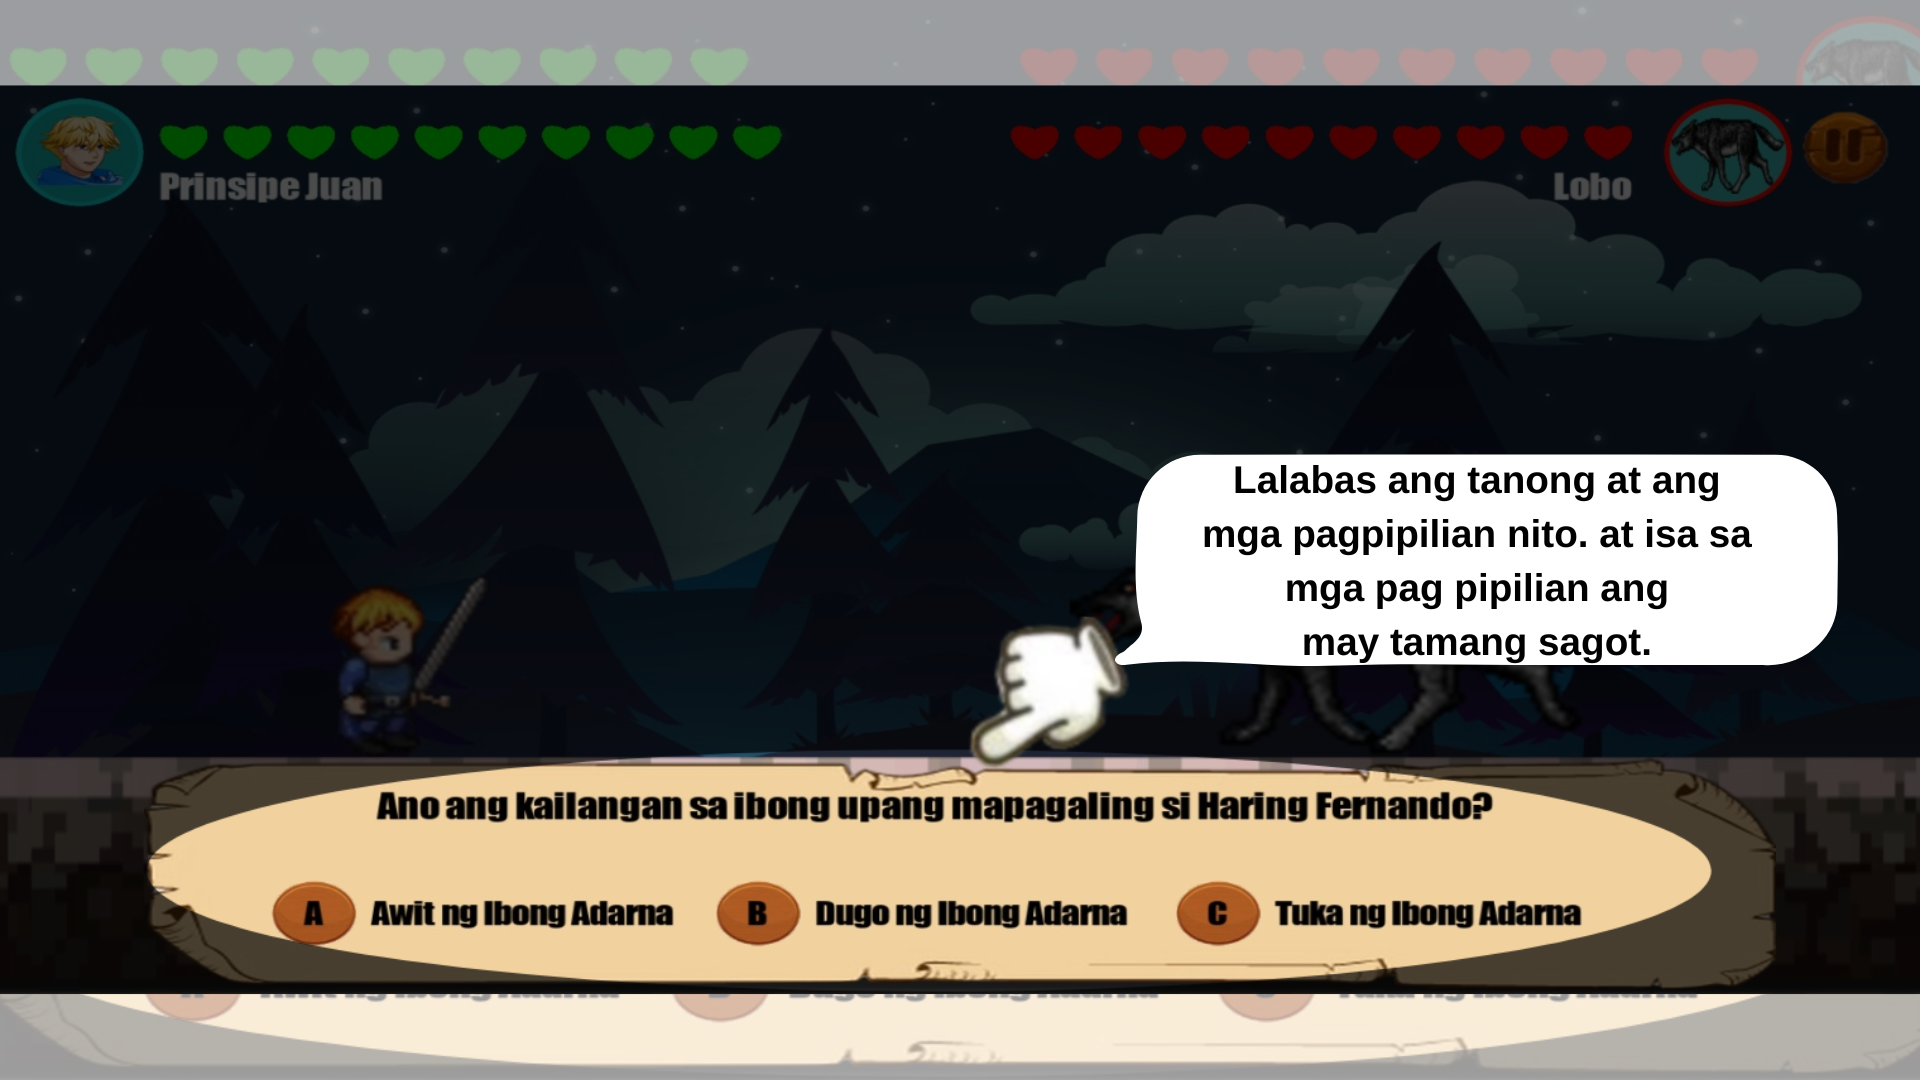 Prinsipe Juan
Lobo
Lalabas ang tanong at ang
mga pagpipilian nito. at isa sa
mga pag pipilian ang
may tamang sagot.
Ano ang kailangan sa ibong upang mapagaling si Haring Fernando?
A Awit ng Ibong Adarna B Dugo ng Ibong Adarna C Tuka ng Ibong Adarna